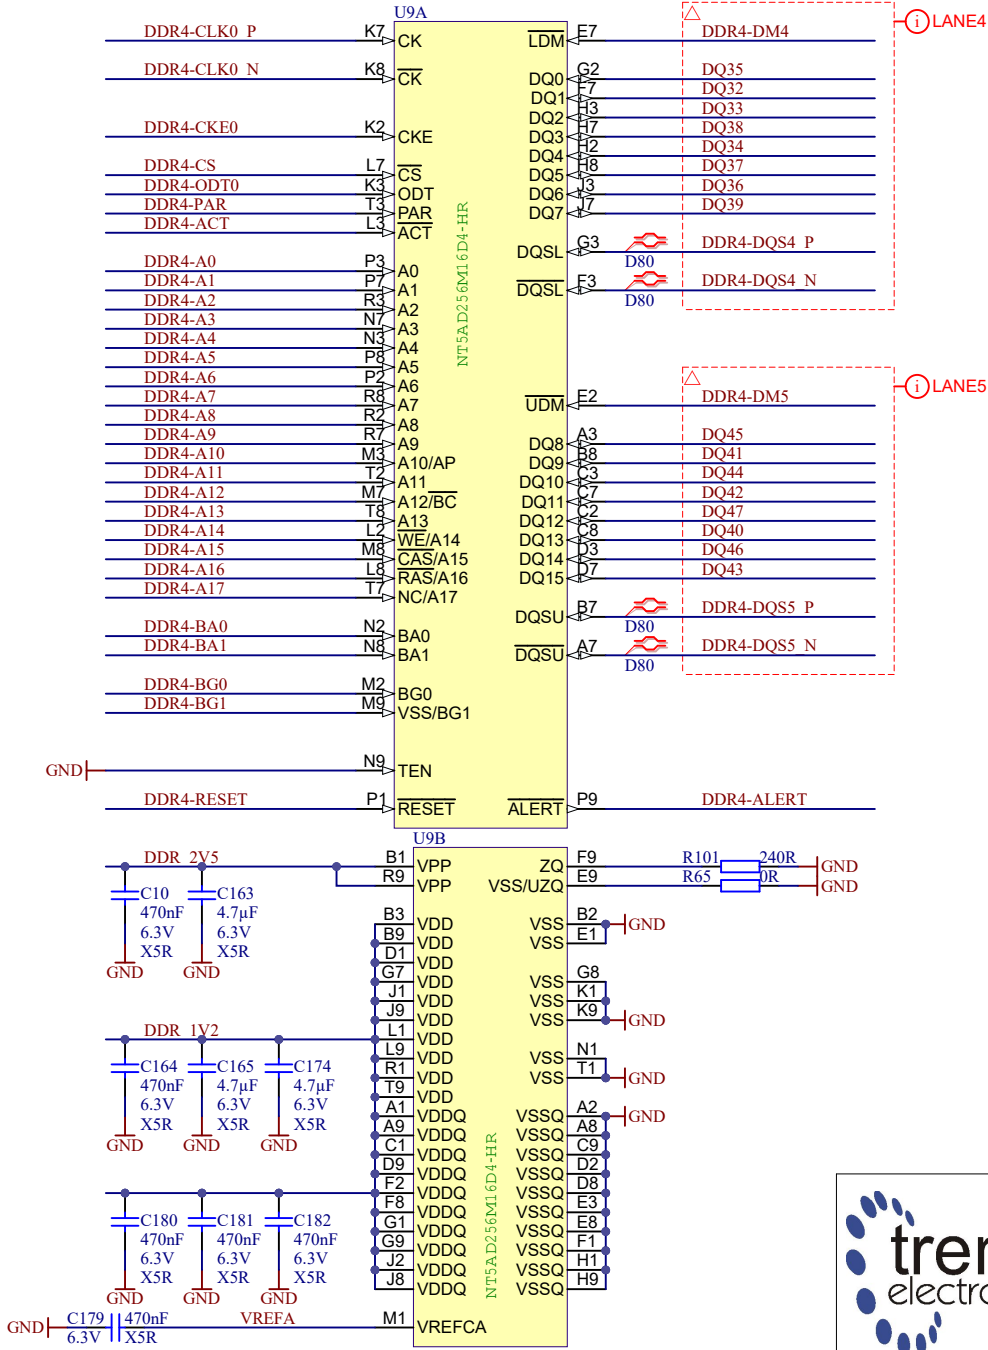 U9A
DDR4-CLK0_P K7 CK LDM E7 DDR4-DM4 i LANE4
DDR4-CLK0_N K8 CK DQ0 G2 DQ35
DQ1 F7 DQ32
DQ2 H3 DQ33
DDR4-CKE0 K2 CKE DQ3 H7 DQ38
DQ4 H2 DQ34
DDR4-CS L7 CS DQ5 H8 DQ37
DDR4-ODT0 K3 ODT DQ6 J3 DQ36
DDR4-PAR T3 PAR DQ7 J7 DQ39
DDR4-ACT L3 ACT
DQSL G3 D80 DDR4-DQS4_P
DDR4-A0 P3 A0
DDR4-A1 P7 A1 DQSL F3 D80 DDR4-DQS4_N
DDR4-A2 R3 A2
DDR4-A3 N7 A3
DDR4-A4 N3 A4
DDR4-A5 P8 A5
DDR4-A6 P2 A6 i LANE5
DDR4-A7 R8 A7 UDM E2 DDR4-DM5
DDR4-A8 R2 A8
DDR4-A9 R7 A9 DQ8 A3 DQ45
DDR4-A10 M3 A10/AP DQ9 B8 DQ41
DDR4-A11 T2 A11 DQ10 C3 DQ44
DDR4-A12 M7 A12/BC DQ11 C7 DQ42
DDR4-A13 T8 A13 DQ12 C2 DQ47
DDR4-A14 L2 WE/A14 DQ13 C8 DQ40
DDR4-A15 M8 CAS/A15 DQ14 D3 DQ46
DDR4-A16 L8 RAS/A16 DQ15 D7 DQ43
DDR4-A17 T7 NC/A17
DQSU B7 D80 DDR4-DQS5_P
DDR4-BA0 N2 BA0
DDR4-BA1 N8 BA1 DQSU A7 D80 DDR4-DQS5_N
DDR4-BG0 M2 BG0
DDR4-BG1 M9 VSS/BG1
GND N9 TEN
DDR4-RESET P1 RESET ALERT P9 DDR4-ALERT
NT5AD256M16D4-HR
U9B
DDR_2V5 B1 VPP ZQ F9 R101 240R GND
R9 VPP VSS/UZQ E9 R65 0R GND
C10 C163
470nF 4.7µF
6.3V 6.3V
X5R X5R
GND GND
B3 VDD VSS B2 GND
B9 VDD VSS E1
D1 VDD
G7 VDD VSS G8
J1 VDD VSS K1
J9 VDD VSS K9 GND
DDR_1V2 L1 VDD
L9 VDD VSS N1
R1 VDD VSS T1 GND
T9 VDD
C164 C165 C174
470nF 4.7µF 4.7µF
6.3V 6.3V 6.3V
X5R X5R X5R
GND GND GND
A1 VDDQ VSSQ A2 GND
A9 VDDQ VSSQ A8
C1 VDDQ VSSQ C9
D9 VDDQ VSSQ D2
F2 VDDQ VSSQ D8
F8 VDDQ VSSQ E3
G1 VDDQ VSSQ E8
G9 VDDQ VSSQ F1
J2 VDDQ VSSQ H1
J8 VDDQ VSSQ H9
C180 C181 C182
470nF 470nF 470nF
6.3V 6.3V 6.3V
X5R X5R X5R
GND GND GND
GND C179 470nF VREFA M1 VREFCA
6.3V X5R
NT5AD256M16D4-HR
tren
electro